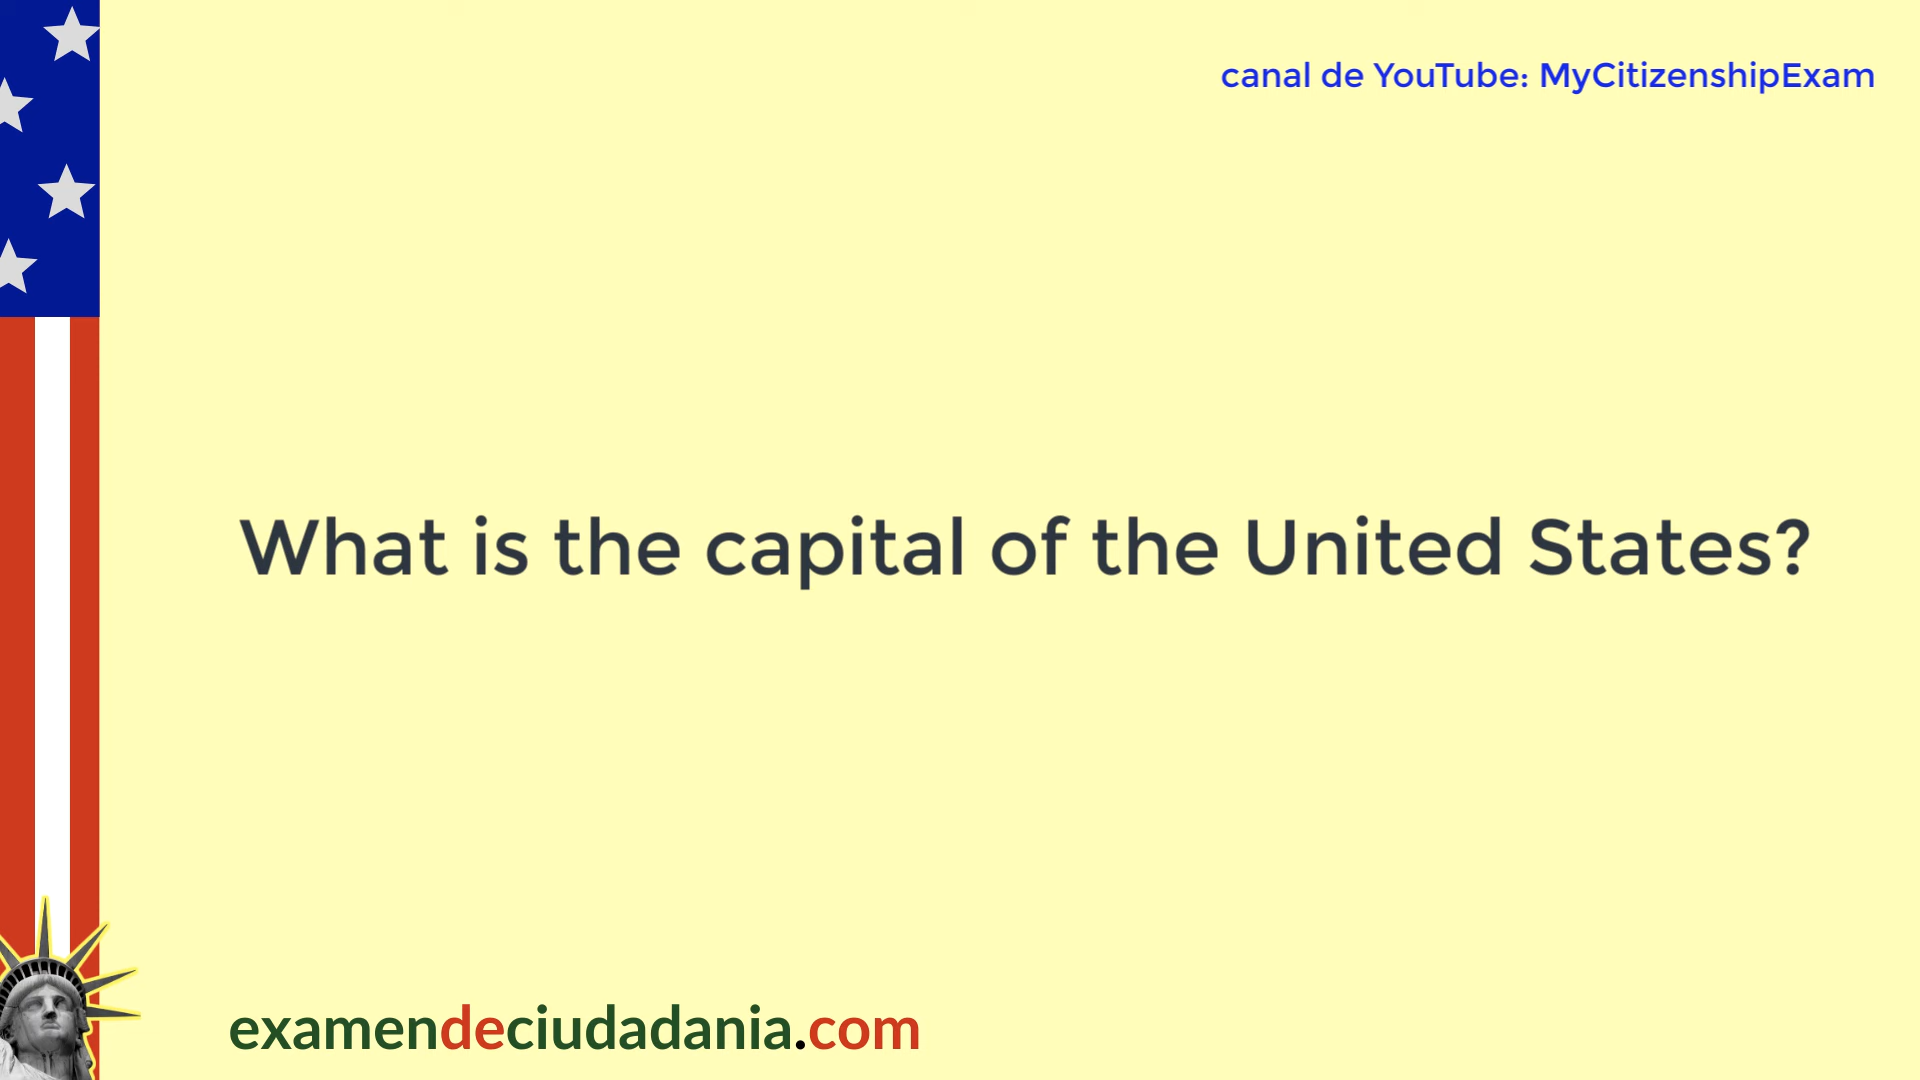 canal de YouTube: MyCitizenshipExam
What is the capital of the United States?
examendeciudadania.com